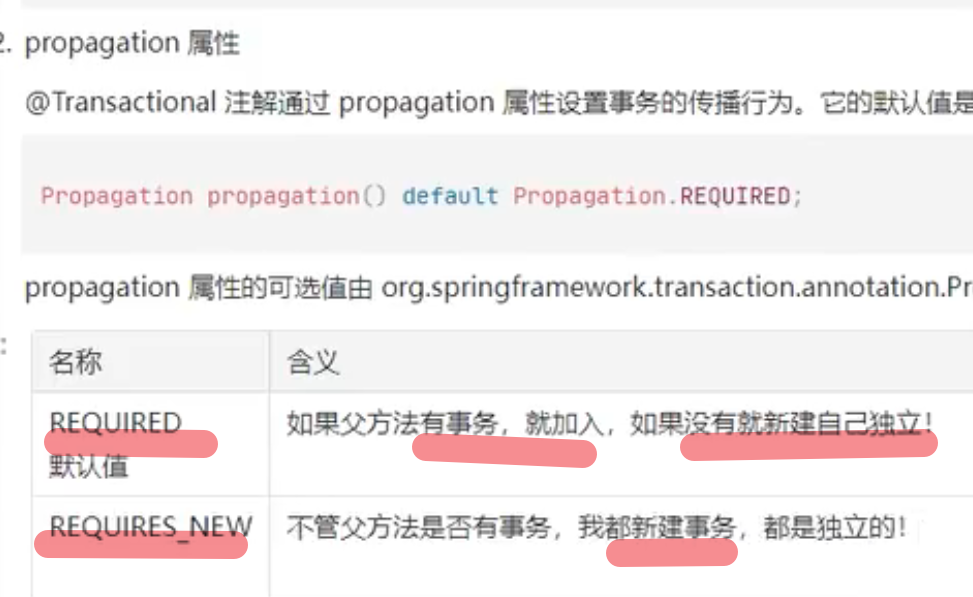 2. propagation 属性
@Transactional 注解通过 propagation 属性设置事务的传播行为。它的默认值是
Propagation propagation() default Propagation.REQUIRED;
propagation 属性的可选值由 org.springframework.transaction.annotation.Pr
:
名称 含义
REQUIRED 如果父方法有事务，就加入，如果没有就新建自己独立！
默认值
REQUIRES_NEW 不管父方法是否有事务，我都新建事务，都是独立的！